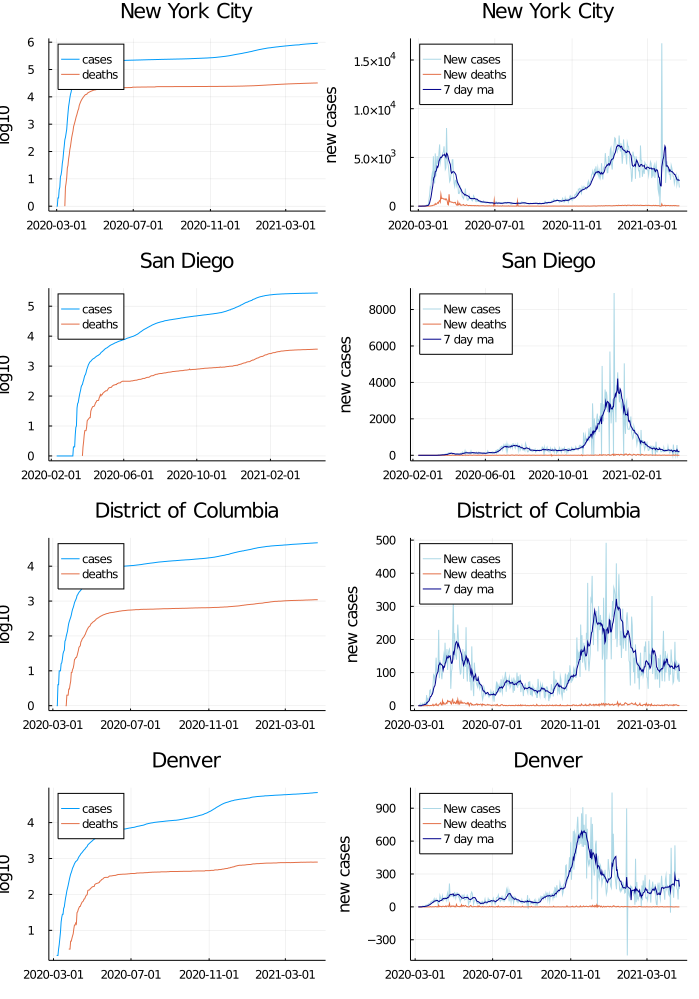 New York City
6
5
4
3
2
1
0
log10
cases
deaths
2020-03-01 2020-07-01 2020-11-01 2021-03-01
New York City
1.5×10⁴
1.0×10⁴
5.0×10³
0
new cases
New cases
New deaths
7 day ma
2020-03-01 2020-07-01 2020-11-01 2021-03-01
San Diego
5
4
3
2
1
0
log10
cases
deaths
2020-02-01 2020-06-01 2020-10-01 2021-02-01
San Diego
8000
6000
4000
2000
0
new cases
New cases
New deaths
7 day ma
2020-02-01 2020-06-01 2020-10-01 2021-02-01
District of Columbia
4
3
2
1
0
log10
cases
deaths
2020-03-01 2020-07-01 2020-11-01 2021-03-01
District of Columbia
500
400
300
200
100
0
new cases
New cases
New deaths
7 day ma
2020-03-01 2020-07-01 2020-11-01 2021-03-01
Denver
4
3
2
1
log10
cases
deaths
2020-03-01 2020-07-01 2020-11-01 2021-03-01
Denver
900
600
300
0
−300
new cases
New cases
New deaths
7 day ma
2020-03-01 2020-07-01 2020-11-01 2021-03-01